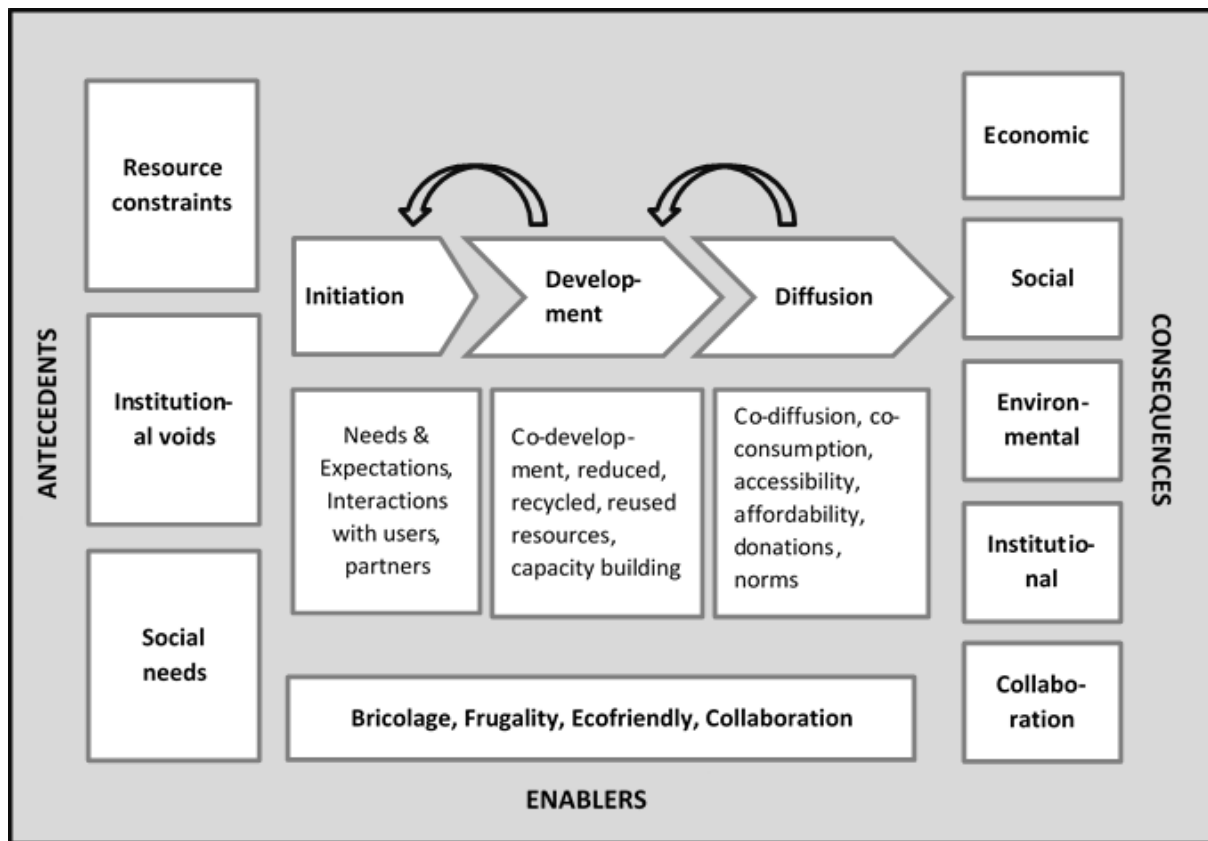 ANTECEDENTS
Resource
constraints
Institution-
al voids
Social
needs
Initiation
Develop-
ment
Diffusion
Needs &
Expectations,
Interactions
with users,
partners
Co-develop-
ment, reduced,
recycled, reused
resources,
capacity building
Co-diffusion, co-
consumption,
accessibility,
affordability,
donations,
norms
Bricolage, Frugality, Ecofriendly, Collaboration
ENABLERS
Economic
Social
Environ-
mental
Institutio-
nal
Collabo-
ration
CONSEQUENCES